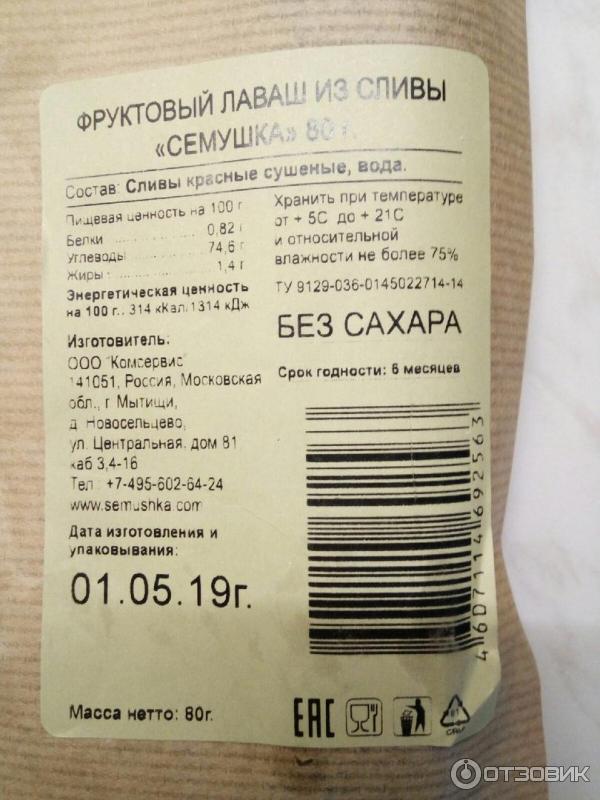 ФРУКТОВЫЙ ЛАВАШ ИЗ СЛИВЫ
«СЕМУШКА» 80 г.
Состав: Сливы красные сушеные, вода.
Пищевая ценность на 100 г
Белки ........ 0,82 г
Углеводы ........ 74,6 г
Жиры ........ 1,4 г
Энергетическая ценность
на 100 г.: 314 кКал, 1314 кДж
Изготовитель:
ООО "Комсервис"
141051, Россия, Московская
обл., г. Мытищи,
д. Новосельцево,
ул. Центральная, дом 81
каб 3,4-16
Тел.: +7-495-602-64-24
www.semushka.com
Дата изготовления и
упаковывания:
01.05.19г.
Масса нетто: 80г.
Хранить при температуре
от + 5С до + 21С
и относительной
влажности не более 75%
ТУ 9129-036-0145022714-14
БЕЗ САХАРА
Срок годности: 6 месяцев
4607114692563
EAC
ОТЗОВИК